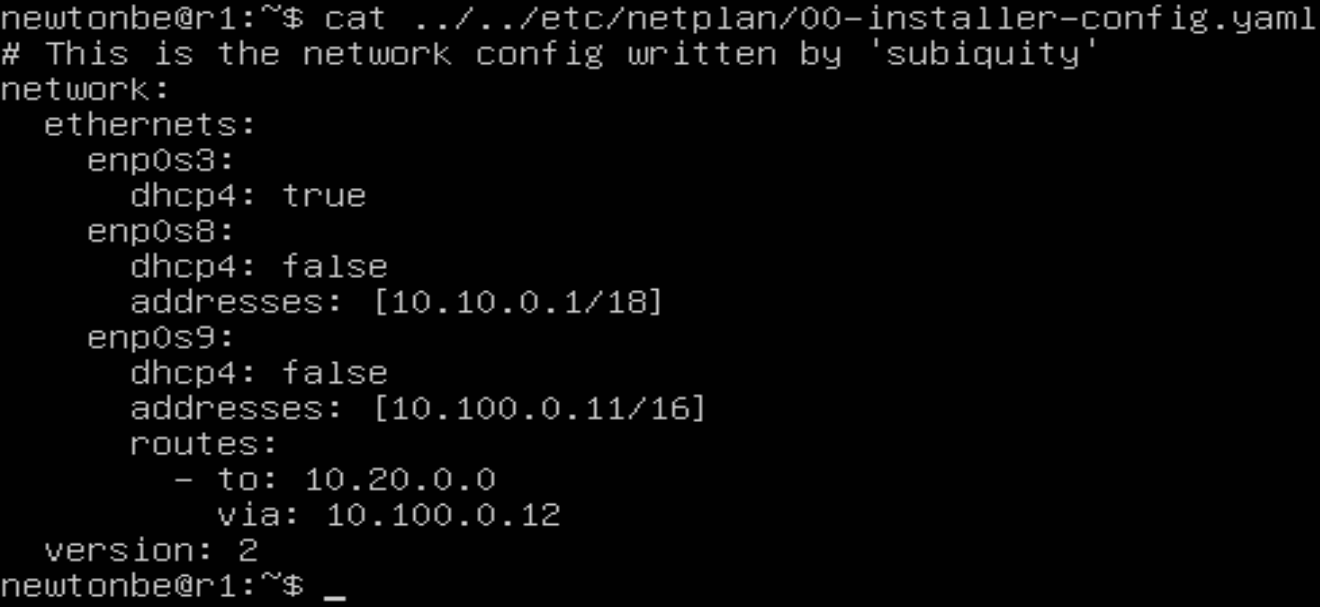 newtonbe@r1:~$ cat ../../etc/netplan/00-installer-config.yaml
# This is the network config written by 'subiquity'
network:
  ethernets:
    enp0s3:
      dhcp4: true
    enp0s8:
      dhcp4: false
      addresses: [10.10.0.1/18]
    enp0s9:
      dhcp4: false
      addresses: [10.100.0.11/16]
      routes:
        - to: 10.20.0.0
          via: 10.100.0.12
  version: 2
newtonbe@r1:~$ _